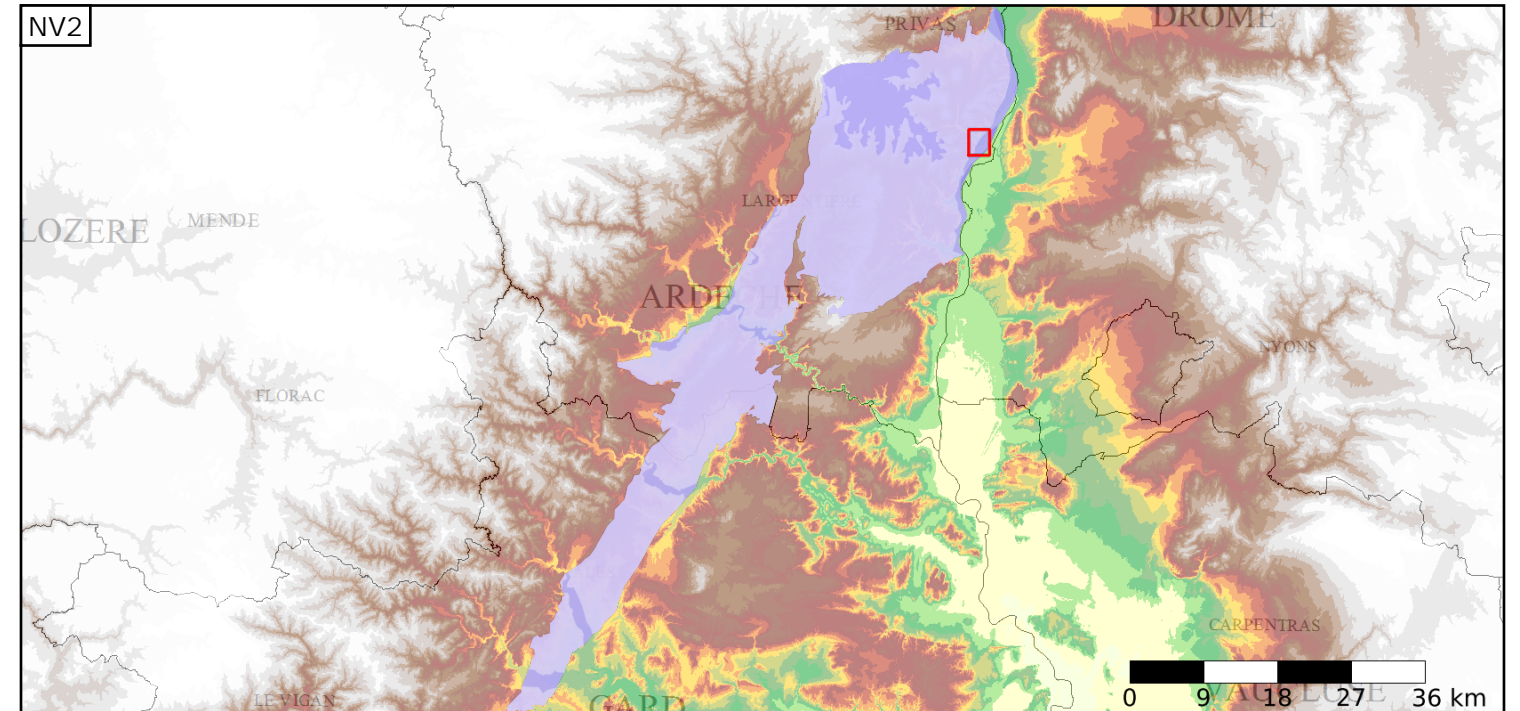 NV2
PRIVAS
DROME
LARGENTIERE
LOZERE
MENDE
ARDECHE
NYONS
FLORAC
CARPENTRAS
LE VIGAN
GARD
VAUCLUSE
0 9 18 27 36 km